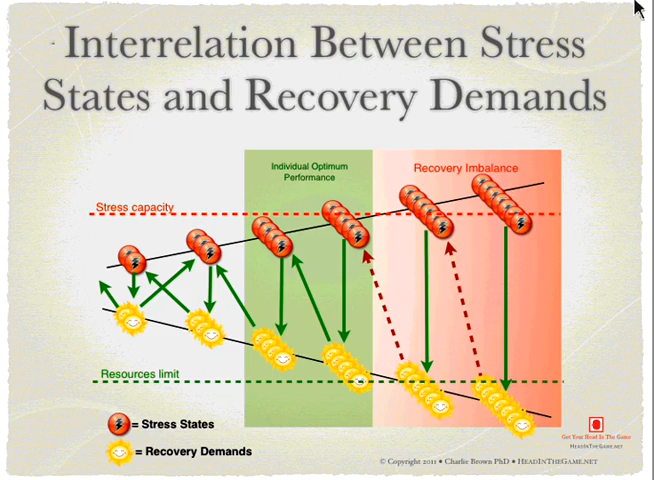 Interrelation Between Stress
States and Recovery Demands
Individual Optimum
Performance
Recovery Imbalance
Stress capacity
Resources limit
= Stress States
= Recovery Demands
Get Your Head In The Game
HeadInTheGame.net
© Copyright 2011 • Charlie Brown PhD • HeadInTheGame.net